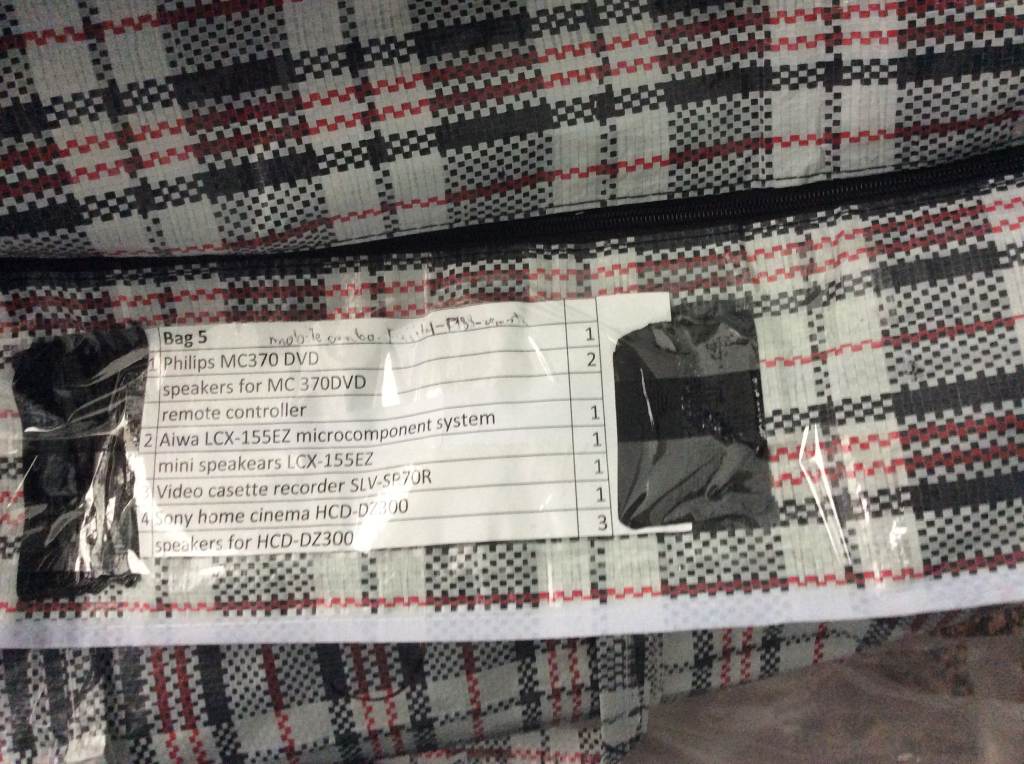 Bag 5 mobile
1 Philips MC370 DVD 1
speakers for MC 370DVD 2
remote controller
2 Aiwa LCX-155EZ microcomponent system 1
mini speakears LCX-155EZ 1
3 Video casette recorder SLV-SP70R 1
4 Sony home cinema HCD-DZ300 1
speakers for HCD-DZ300 3